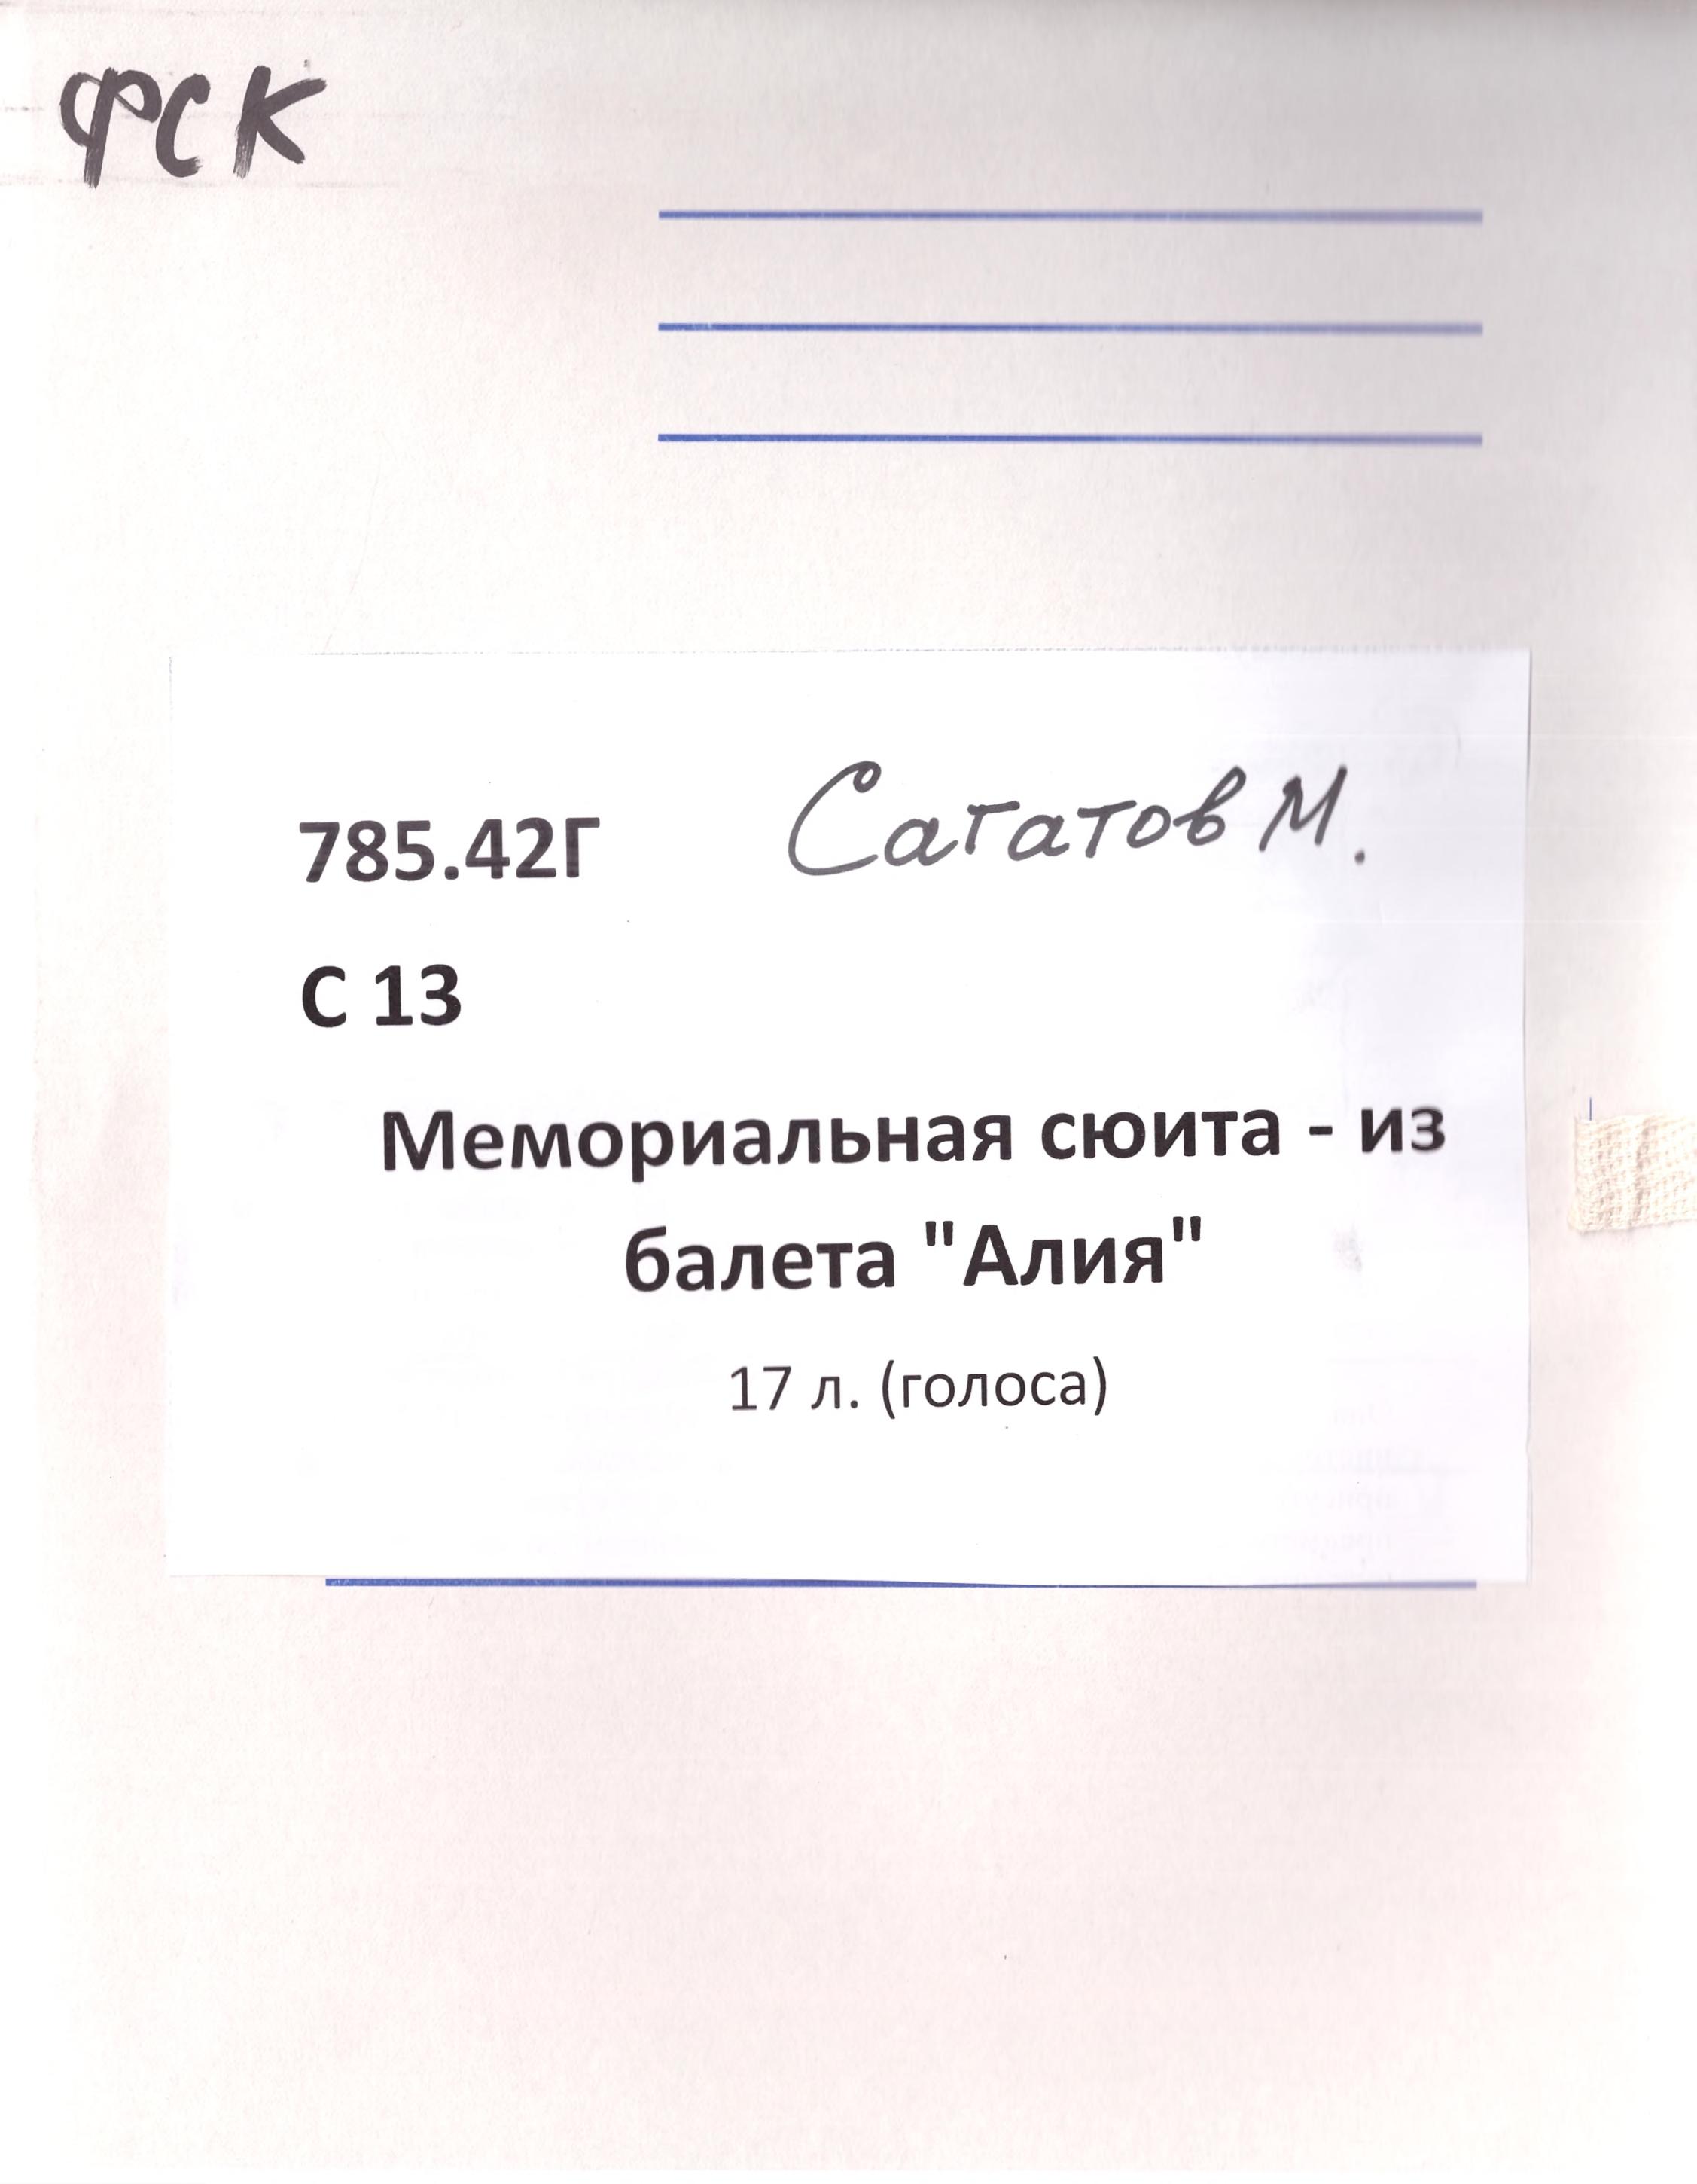 ФСК
785.42Г Сагатов М.
С 13
Мемориальная сюита - из
балета "Алия"
17 л. (голоса)